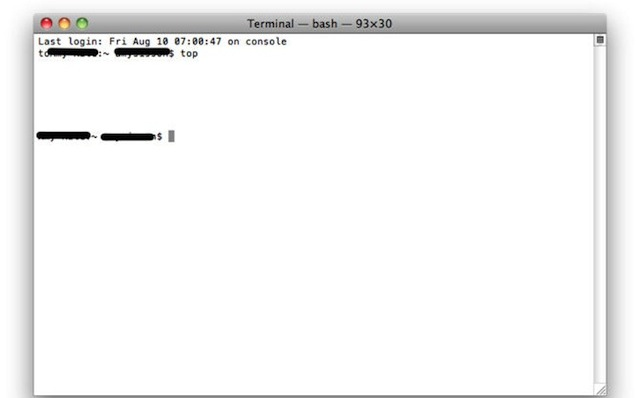 Terminal — bash — 93×30
Last login: Fri Aug 10 07:00:47 on console
:~ $ top
~ $